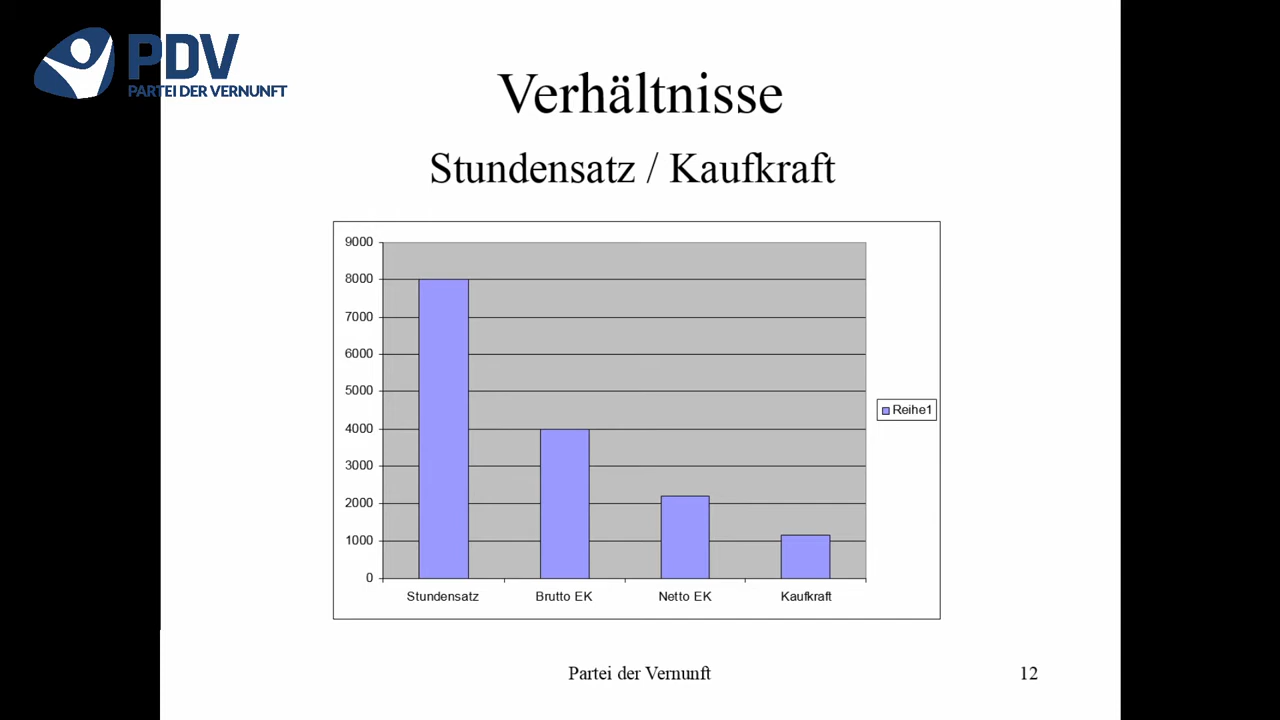 PDV
PARTEI DER VERNUNFT
Verhältnisse
Stundensatz / Kaufkraft
9000
8000
7000
6000
5000
4000
3000
2000
1000
0
Reihe1
Stundensatz Brutto EK Netto EK Kaufkraft
Partei der Vernunft 12